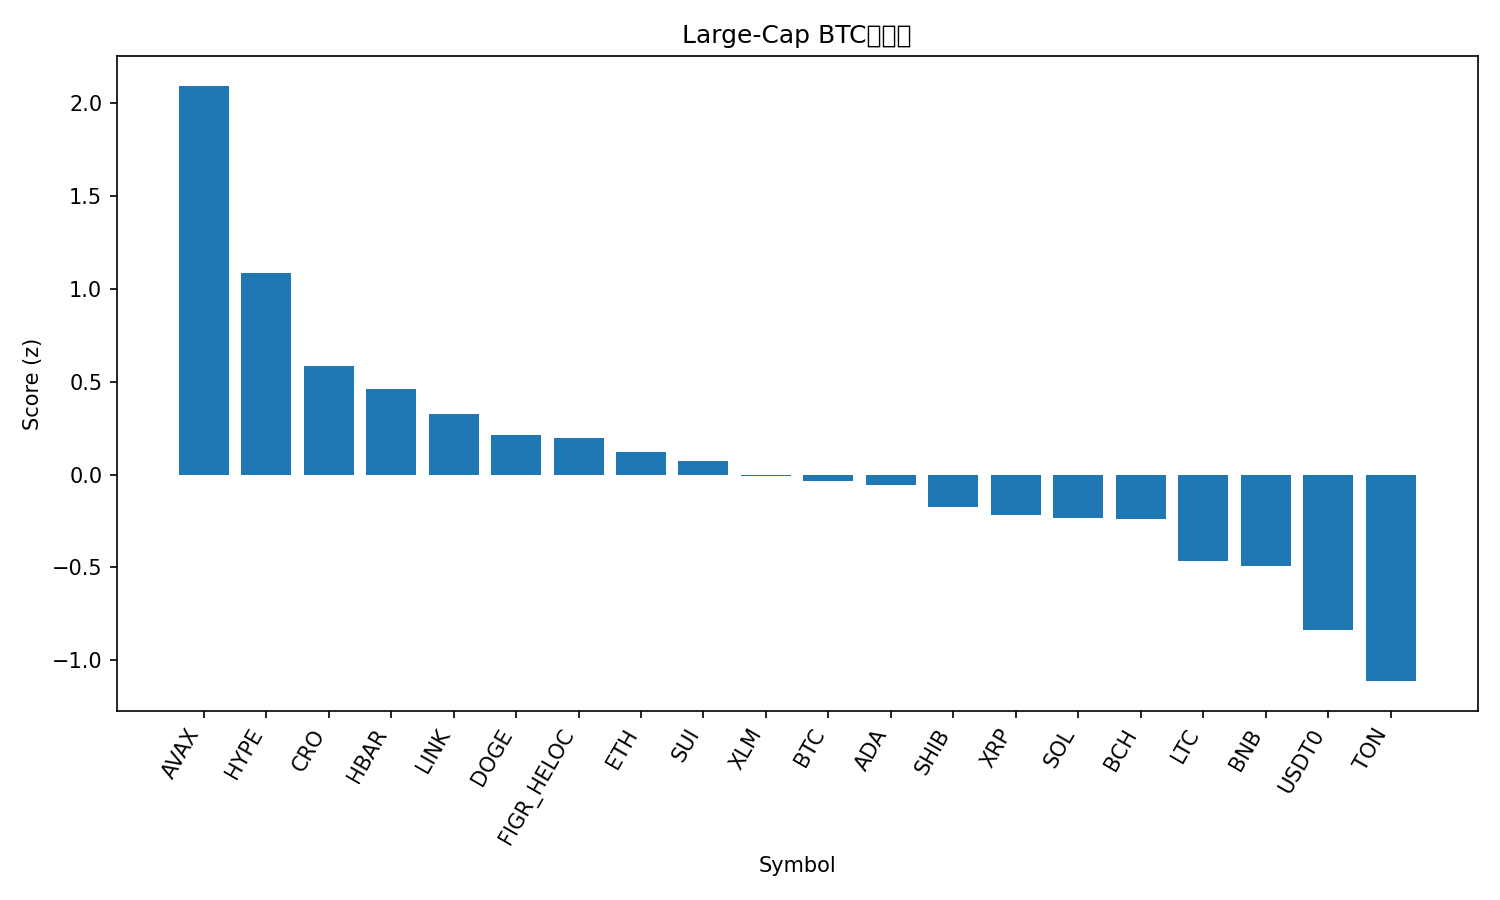 Large-Cap BTC
Score (z)
2.0
1.5
1.0
0.5
0.0
−0.5
−1.0
AVAX
HYPE
CRO
HBAR
LINK
DOGE
FIGR_HELOC
ETH
SUI
XLM
BTC
ADA
SHIB
XRP
SOL
BCH
LTC
BNB
USDT0
TON
Symbol